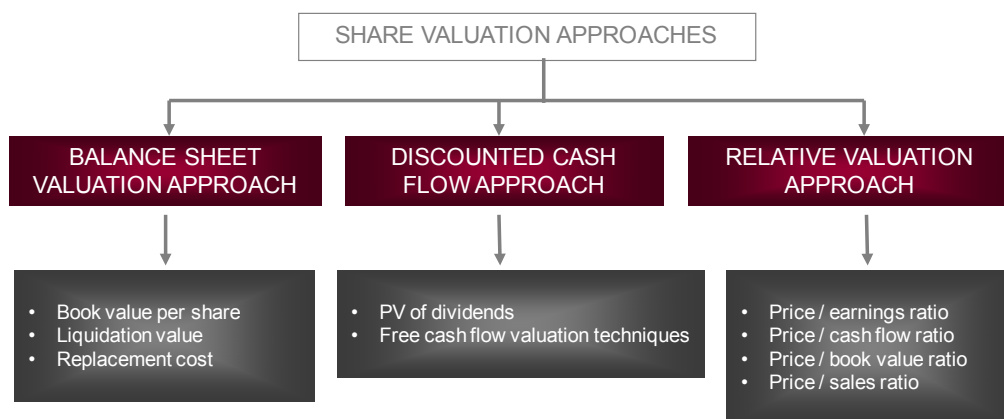 SHARE VALUATION APPROACHES
BALANCE SHEET
VALUATION APPROACH
DISCOUNTED CASH
FLOW APPROACH
RELATIVE VALUATION
APPROACH
• Book value per share
• Liquidation value
• Replacement cost
• PV of dividends
• Free cash flow valuation techniques
• Price / earnings ratio
• Price / cash flow ratio
• Price / book value ratio
• Price / sales ratio